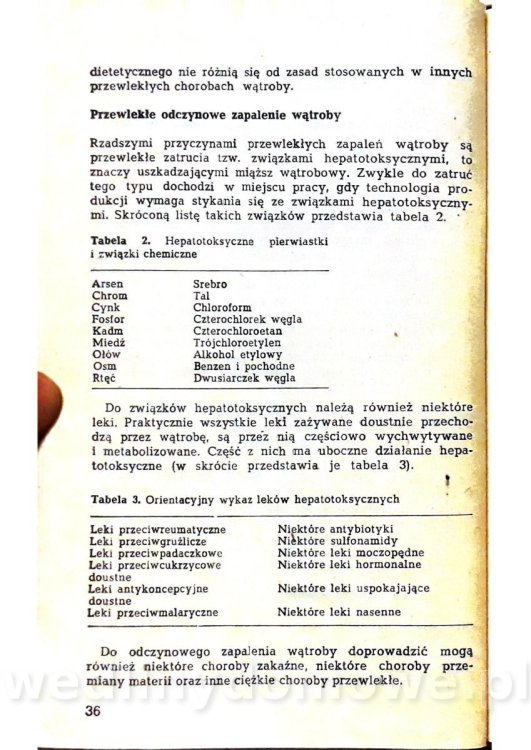 dietetycznego nie różnią się od zasad stosowanych w innych
przewlekłych chorobach wątroby.
Przewlekłe odczynowe zapalenie wątroby
Rzadszymi przyczynami przewlekłych zapaleń wątroby są
przewlekłe zatrucia tzw. związkami hepatotoksycznymi, to
znaczy uszkadzającymi miąższ wątrobowy. Zwykle do zatruć
tego typu dochodzi w miejscu pracy, gdy technologia pro-
dukcji wymaga stykania się ze związkami hepatotoksyczny-
mi. Skróconą listę takich związków przedstawia tabela 2.
Tabela 2. Hepatotoksyczne pierwiastki
i związki chemiczne
Arsen Srebro
Chrom Tal
Cynk Chloroform
Fosfor Czterochlorek węgla
Kadm Czterochloroetan
Miedź Trójchloroetylen
Ołów Alkohol etylowy
Osm Benzen i pochodne
Rtęć Dwusiarczek węgla
Do związków hepatotoksycznych należą również niektóre
leki. Praktycznie wszystkie leki zażywane doustnie przecho-
dzą przez wątrobę, są przez nią częściowo wychwytywane
i metabolizowane. Część z nich ma uboczne działanie hepa-
totoksyczne (w skrócie przedstawia je tabela 3).
Tabela 3. Orientacyjny wykaz leków hepatotoksycznych
Leki przeciwreumatyczne Niektóre antybiotyki
Leki przeciwgruźlicze Niektóre sulfonamidy
Leki przeciwpadaczkowe Niektóre leki moczopędne
Leki przeciwcukrzycowe Niektóre leki hormonalne
doustne
Leki antykoncepcyjne Niektóre leki uspokajające
doustne
Leki przeciwmalaryczne Niektóre leki nasenne
Do odczynowego zapalenia wątroby doprowadzić mogą
również niektóre choroby zakaźne, niektóre choroby prze-
miany materii oraz inne ciężkie choroby przewlekłe.
wedlinydomowe.pl
36